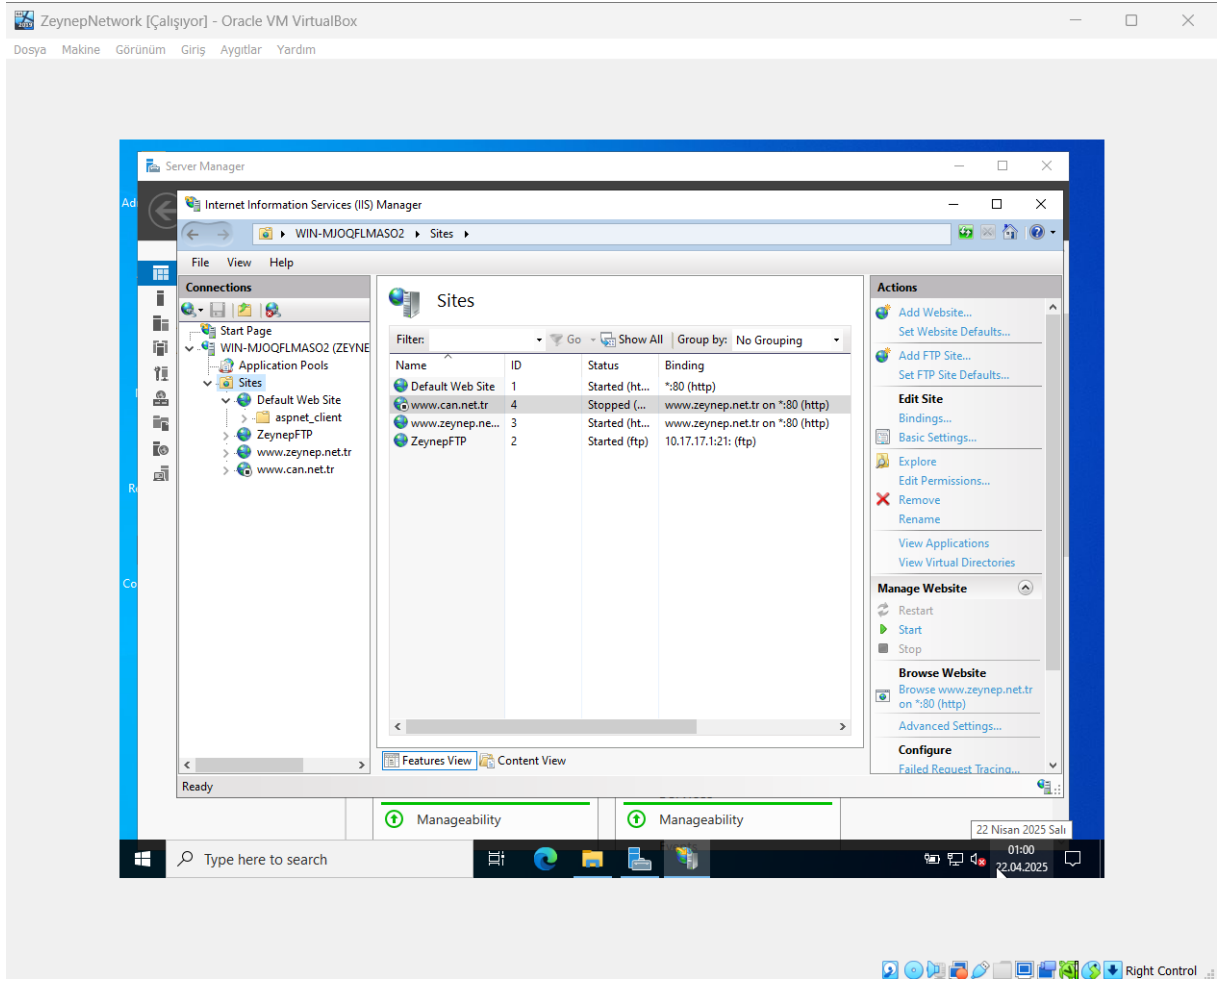 ZeynepNetwork [Çalışıyor] - Oracle VM VirtualBox
Dosya Makine Görünüm Giriş Aygıtlar Yardım
Server Manager
Ad
Internet Information Services (IIS) Manager
WIN-MJOQFLMASO2 Sites
File View Help
Connections
Start Page
WIN-MJOQFLMASO2 (ZEYNE
Application Pools
Sites
Default Web Site
aspnet_client
ZeynepFTP
www.zeynep.net.tr
www.can.net.tr
Sites
Filter: Go Show All Group by: No Grouping
Name ID Status Binding
Default Web Site 1 Started (ht... *:80 (http)
www.can.net.tr 4 Stopped (... www.zeynep.net.tr on *:80 (http)
www.zeynep.ne... 3 Started (ht... www.zeynep.net.tr on *:80 (http)
ZeynepFTP 2 Started (ftp) 10.17.17.1:21: (ftp)
Features View Content View
Actions
Add Website...
Set Website Defaults...
Add FTP Site...
Set FTP Site Defaults...
Edit Site
Bindings...
Basic Settings...
Explore
Edit Permissions...
Remove
Rename
View Applications
View Virtual Directories
Manage Website
Restart
Start
Stop
Browse Website
Browse www.zeynep.net.tr
on *:80 (http)
Advanced Settings...
Configure
Failed Request Tracing...
Ready
Co
Manageability Manageability
22 Nisan 2025 Salı
Type here to search
01:00
22.04.2025
Right Control